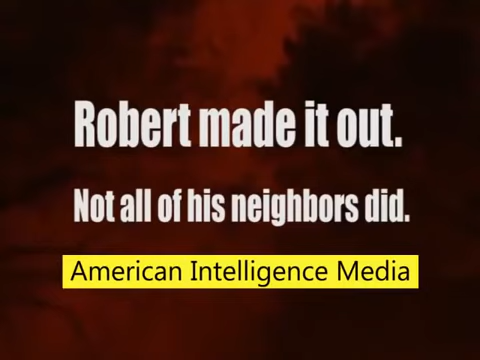 Robert made it out.
Not all of his neighbors did.
American Intelligence Media